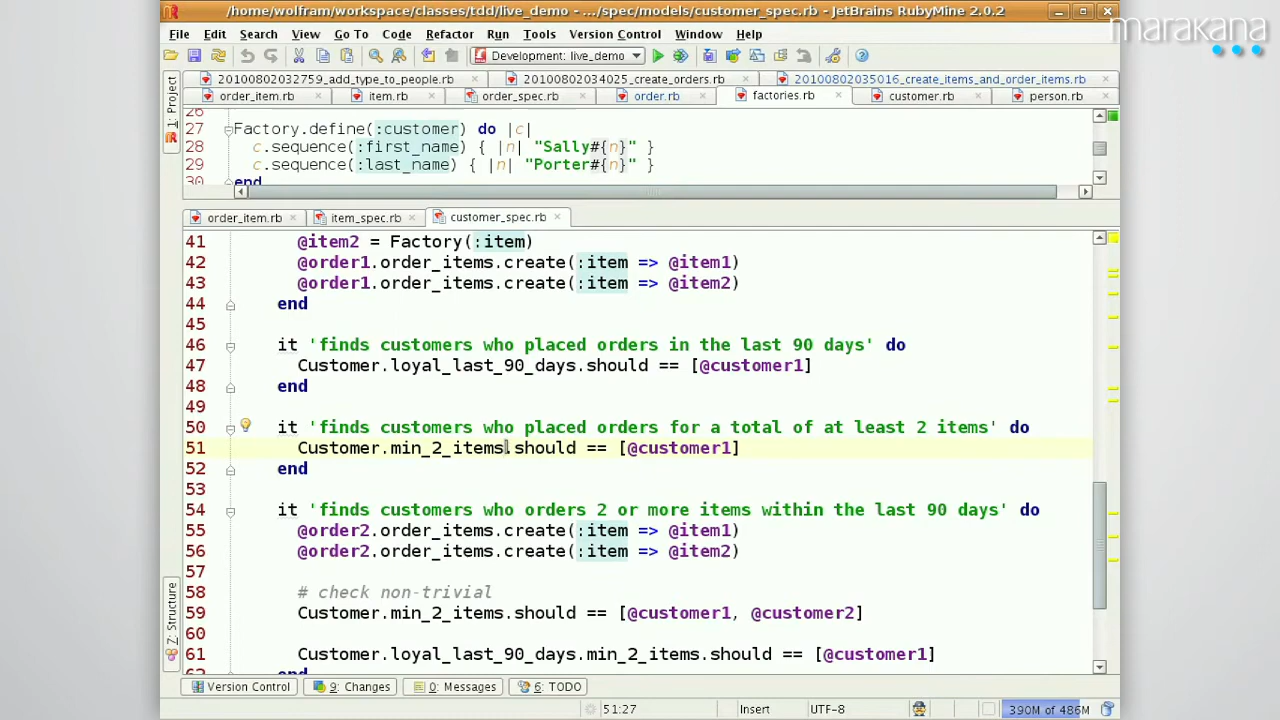 /home/wolfram/workspace/classes/tdd/live_demo - .../spec/models/customer_spec.rb - JetBrains RubyMine 2.0.2
marakana
File Edit Search View Go To Code Refactor Run Tools Version Control Window Help
Development: live_demo
20100802032759_add_type_to_people.rb 20100802034025_create_orders.rb 20100802035016_create_items_and_order_items.rb
order_item.rb item.rb order_spec.rb order.rb factories.rb customer.rb person.rb
1: Project
26
27 Factory.define(:customer) do |c|
28 c.sequence(:first_name) { |n| "Sally#{n}" }
29 c.sequence(:last_name) { |n| "Porter#{n}" }
30 end
order_item.rb item_spec.rb customer_spec.rb
41 @item2 = Factory(:item)
42 @order1.order_items.create(:item => @item1)
43 @order1.order_items.create(:item => @item2)
44 end
45
46 it 'finds customers who placed orders in the last 90 days' do
47 Customer.loyal_last_90_days.should == [@customer1]
48 end
49
50 it 'finds customers who placed orders for a total of at least 2 items' do
51 Customer.min_2_items.should == [@customer1]
52 end
53
54 it 'finds customers who orders 2 or more items within the last 90 days' do
55 @order2.order_items.create(:item => @item1)
56 @order2.order_items.create(:item => @item2)
57
58 # check non-trivial
59 Customer.min_2_items.should == [@customer1, @customer2]
60
61 Customer.loyal_last_90_days.min_2_items.should == [@customer1]
62 end
7: Structure
Version Control 9: Changes 0: Messages 6: TODO
51:27 Insert UTF-8 390M of 486M